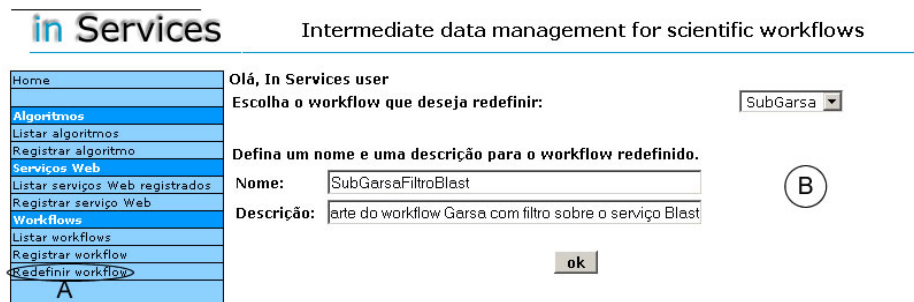 in Services
Intermediate data management for scientific workflows
Home
Algoritmos
Listar algoritmos
Registrar algoritmo
Serviços Web
Listar serviços Web registrados
Registrar serviço Web
Workflows
Listar workflows
Registrar workflow
Redefinir workflow
A
Olá, In Services user
Escolha o workflow que deseja redefinir: SubGarsa
Defina um nome e uma descrição para o workflow redefinido.
Nome: SubGarsaFiltroBlast
Descrição: arte do workflow Garsa com filtro sobre o serviço Blast
B
ok